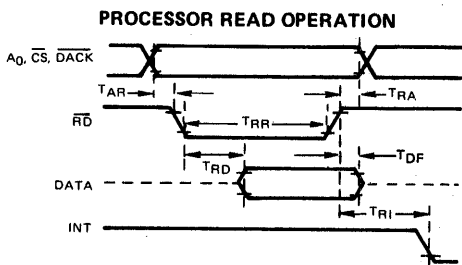 PROCESSOR READ OPERATION
A0, CS, DACK
TAR
TRA
RD
TRR
TRD
TDF
DATA
TRI
INT